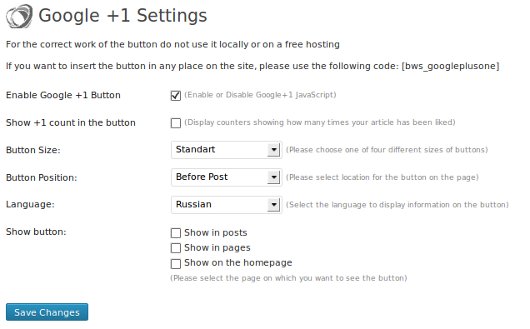 Google +1 Settings
For the correct work of the button do not use it locally or on a free hosting
If you want to insert the button in any place on the site, please use the following code: [bws_googleplusone]
Enable Google +1 Button (Enable or Disable Google+1 JavaScript)
Show +1 count in the button (Display counters showing how many times your article has been liked)
Button Size: Standart (Please choose one of four different sizes of buttons)
Button Position: Before Post (Please select location for the button on the page)
Language: Russian (Select the language to display information on the button)
Show button: Show in posts
Show in pages
Show on the homepage
(Please select the page on which you want to see the button)
Save Changes